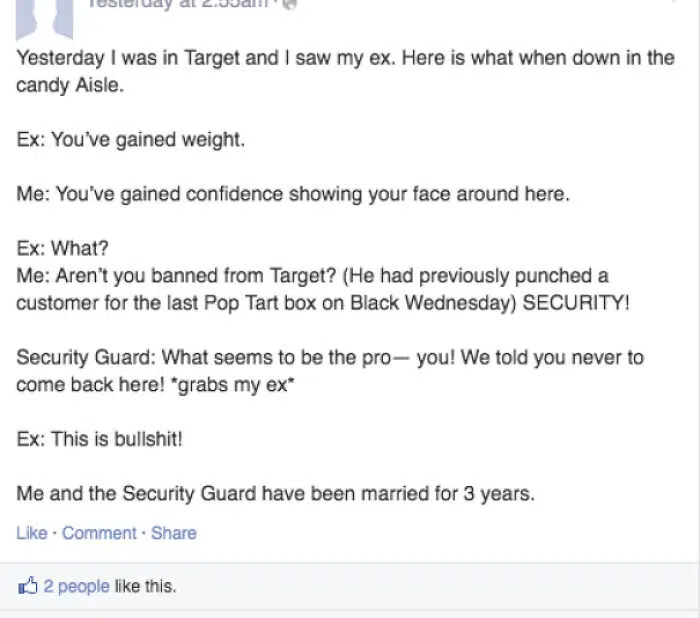 Yesterday at 2:55am
Yesterday I was in Target and I saw my ex. Here is what when down in the
candy Aisle.
Ex: You've gained weight.
Me: You've gained confidence showing your face around here.
Ex: What?
Me: Aren't you banned from Target? (He had previously punched a
customer for the last Pop Tart box on Black Wednesday) SECURITY!
Security Guard: What seems to be the pro— you! We told you never to
come back here! *grabs my ex*
Ex: This is bullshit!
Me and the Security Guard have been married for 3 years.
Like · Comment · Share
2 people like this.